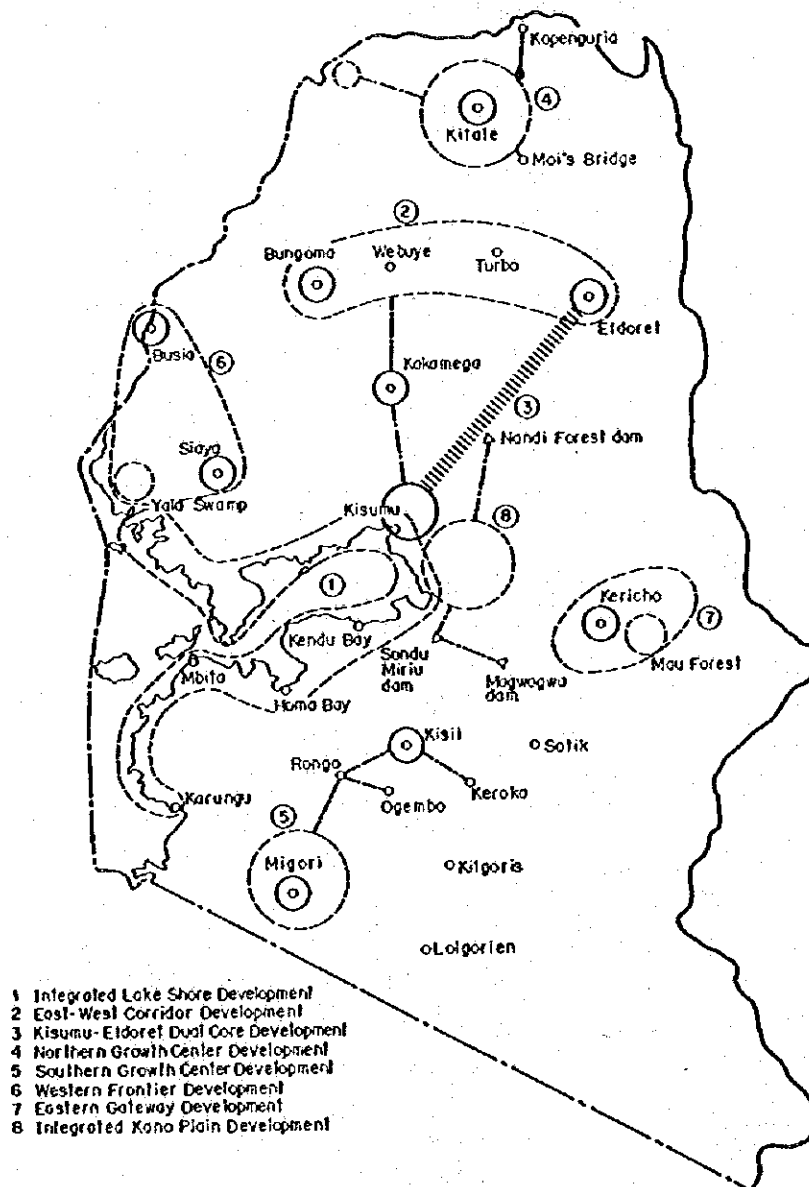 Kapenguria
④
Kitale
Moi's Bridge
②
Bungoma
Webuye
Turbo
Eldoret
Busia
⑥
Kakamega
③
Nandi Forest dam
Siaya
Yala Swamp
Kisumu
⑧
①
Kericho
⑦
Kendu Bay
Sondu
Miriu
dam
Mau Forest
Mbita
Magwagwa
dam
Homa Bay
Kisii
Sotik
Rongo
Karungu
Ogembo
Keroka
⑤
Migori
Kilgoris
Lolgorien
1 Integrated Lake Shore Development
2 East-West Corridor Development
3 Kisumu-Eldoret Dual Core Development
4 Northern Growth Center Development
5 Southern Growth Center Development
6 Western Frontier Development
7 Eastern Gateway Development
8 Integrated Kano Plain Development